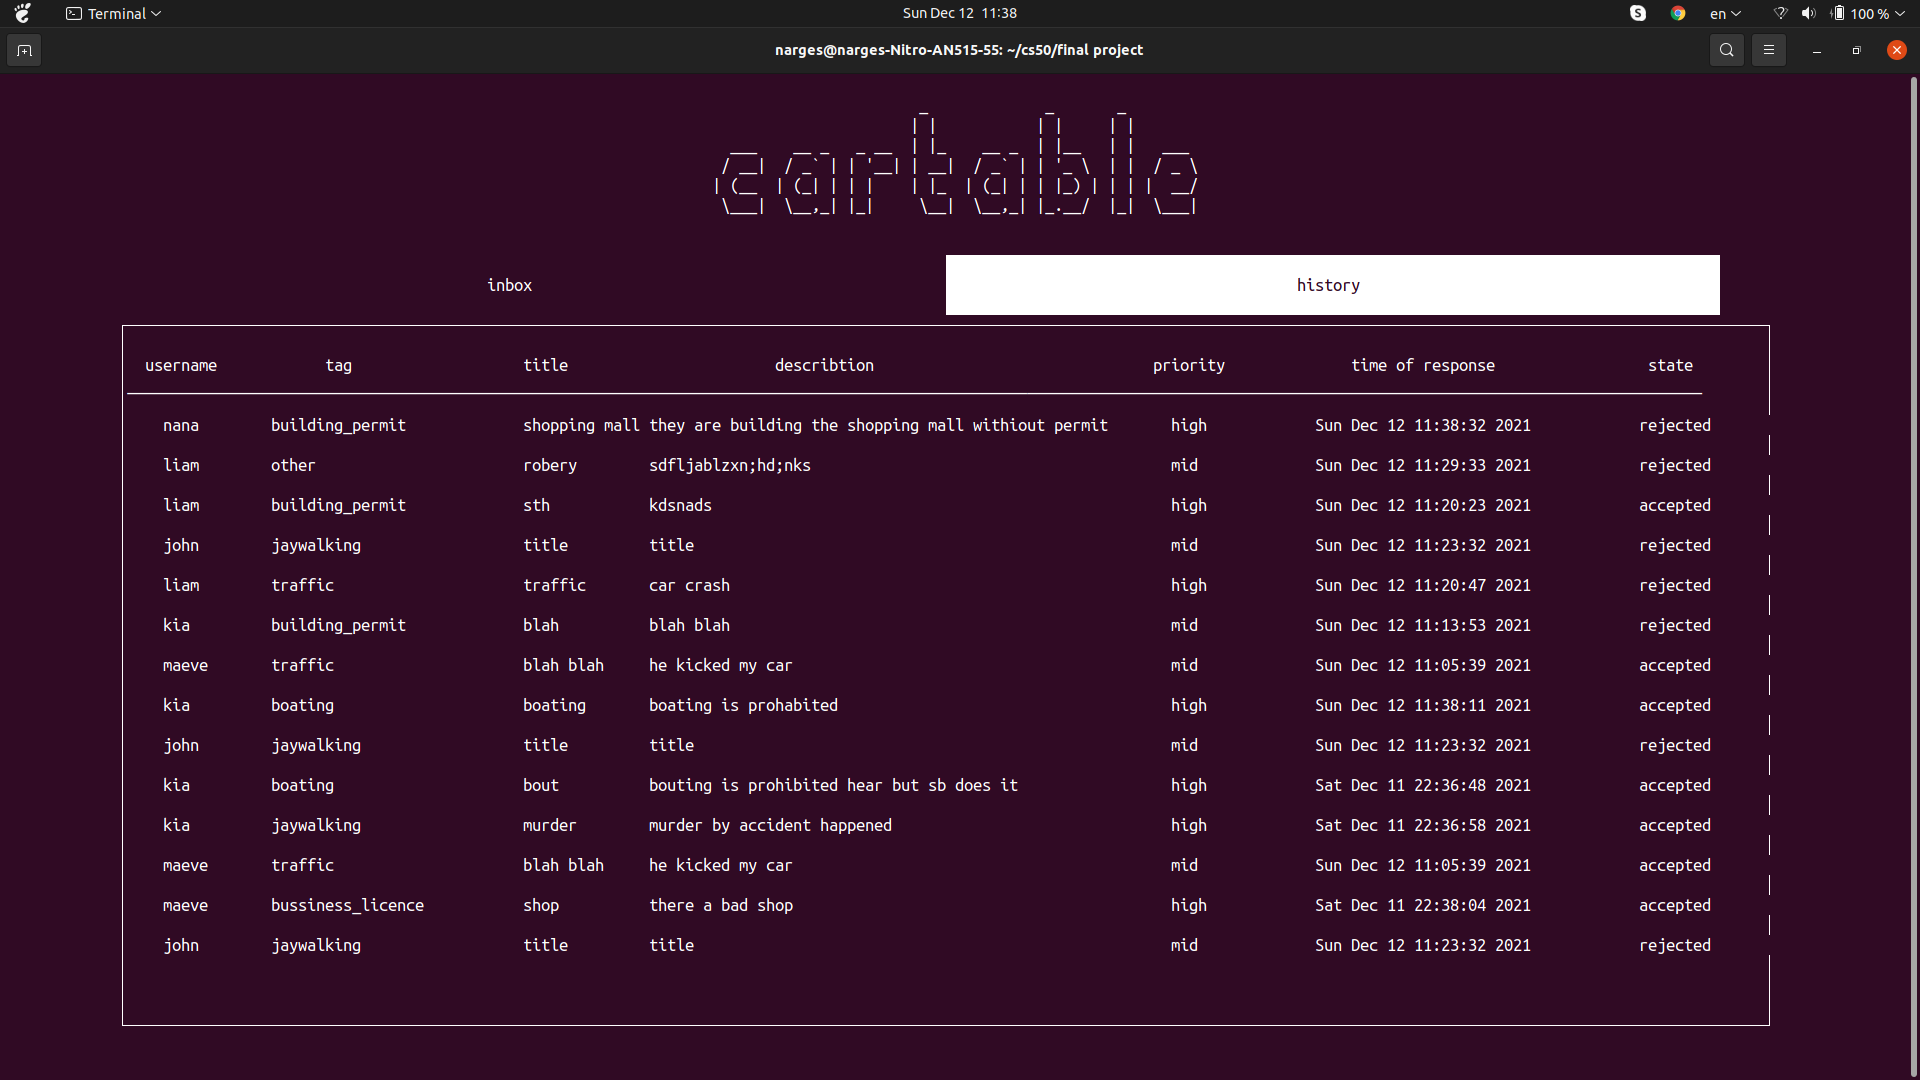 Terminal
Sun Dec 12 11:38
S
en
100 %
narges@narges-Nitro-AN515-55: ~/cs50/final project
cartable
inbox history
username tag title describtion priority time of response state
nana building_permit shopping mall they are building the shopping mall withiout permit high Sun Dec 12 11:38:32 2021 rejected
liam other robery sdfljablzxn;hd;nks mid Sun Dec 12 11:29:33 2021 rejected
liam building_permit sth kdsnads high Sun Dec 12 11:20:23 2021 accepted
john jaywalking title title mid Sun Dec 12 11:23:32 2021 rejected
liam traffic traffic car crash high Sun Dec 12 11:20:47 2021 rejected
kia building_permit blah blah blah mid Sun Dec 12 11:13:53 2021 rejected
maeve traffic blah blah he kicked my car mid Sun Dec 12 11:05:39 2021 accepted
kia boating boating boating is prohabited high Sun Dec 12 11:38:11 2021 accepted
john jaywalking title title mid Sun Dec 12 11:23:32 2021 rejected
kia boating bout bouting is prohibited hear but sb does it high Sat Dec 11 22:36:48 2021 accepted
kia jaywalking murder murder by accident happened high Sat Dec 11 22:36:58 2021 accepted
maeve traffic blah blah he kicked my car mid Sun Dec 12 11:05:39 2021 accepted
maeve bussiness_licence shop there a bad shop high Sat Dec 11 22:38:04 2021 accepted
john jaywalking title title mid Sun Dec 12 11:23:32 2021 rejected